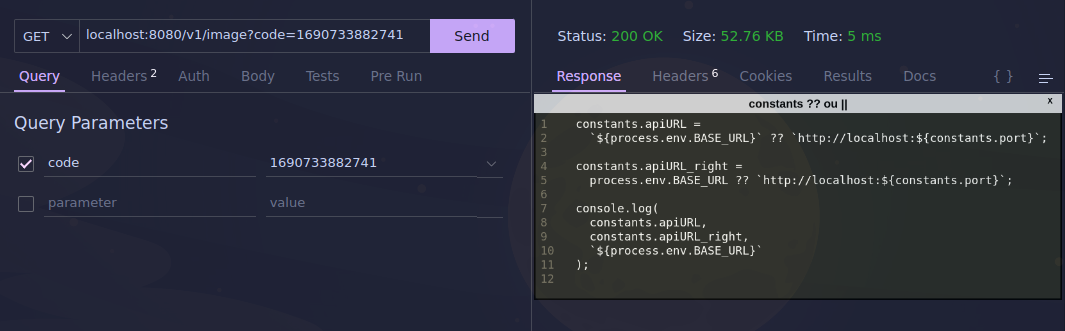 GET localhost:8080/v1/image?code=1690733882741 Send
Query Headers 2 Auth Body Tests Pre Run
Query Parameters
code 1690733882741
parameter value
Status: 200 OK Size: 52.76 KB Time: 5 ms
Response Headers 6 Cookies Results Docs { }
constants ?? ou || x
1 constants.apiURL =
2 `${process.env.BASE_URL}` ?? `http://localhost:${constants.port}`;
3
4 constants.apiURL_right =
5 process.env.BASE_URL ?? `http://localhost:${constants.port}`;
6
7 console.log(
8 constants.apiURL,
9 constants.apiURL_right,
10 `${process.env.BASE_URL}`
11 );
12